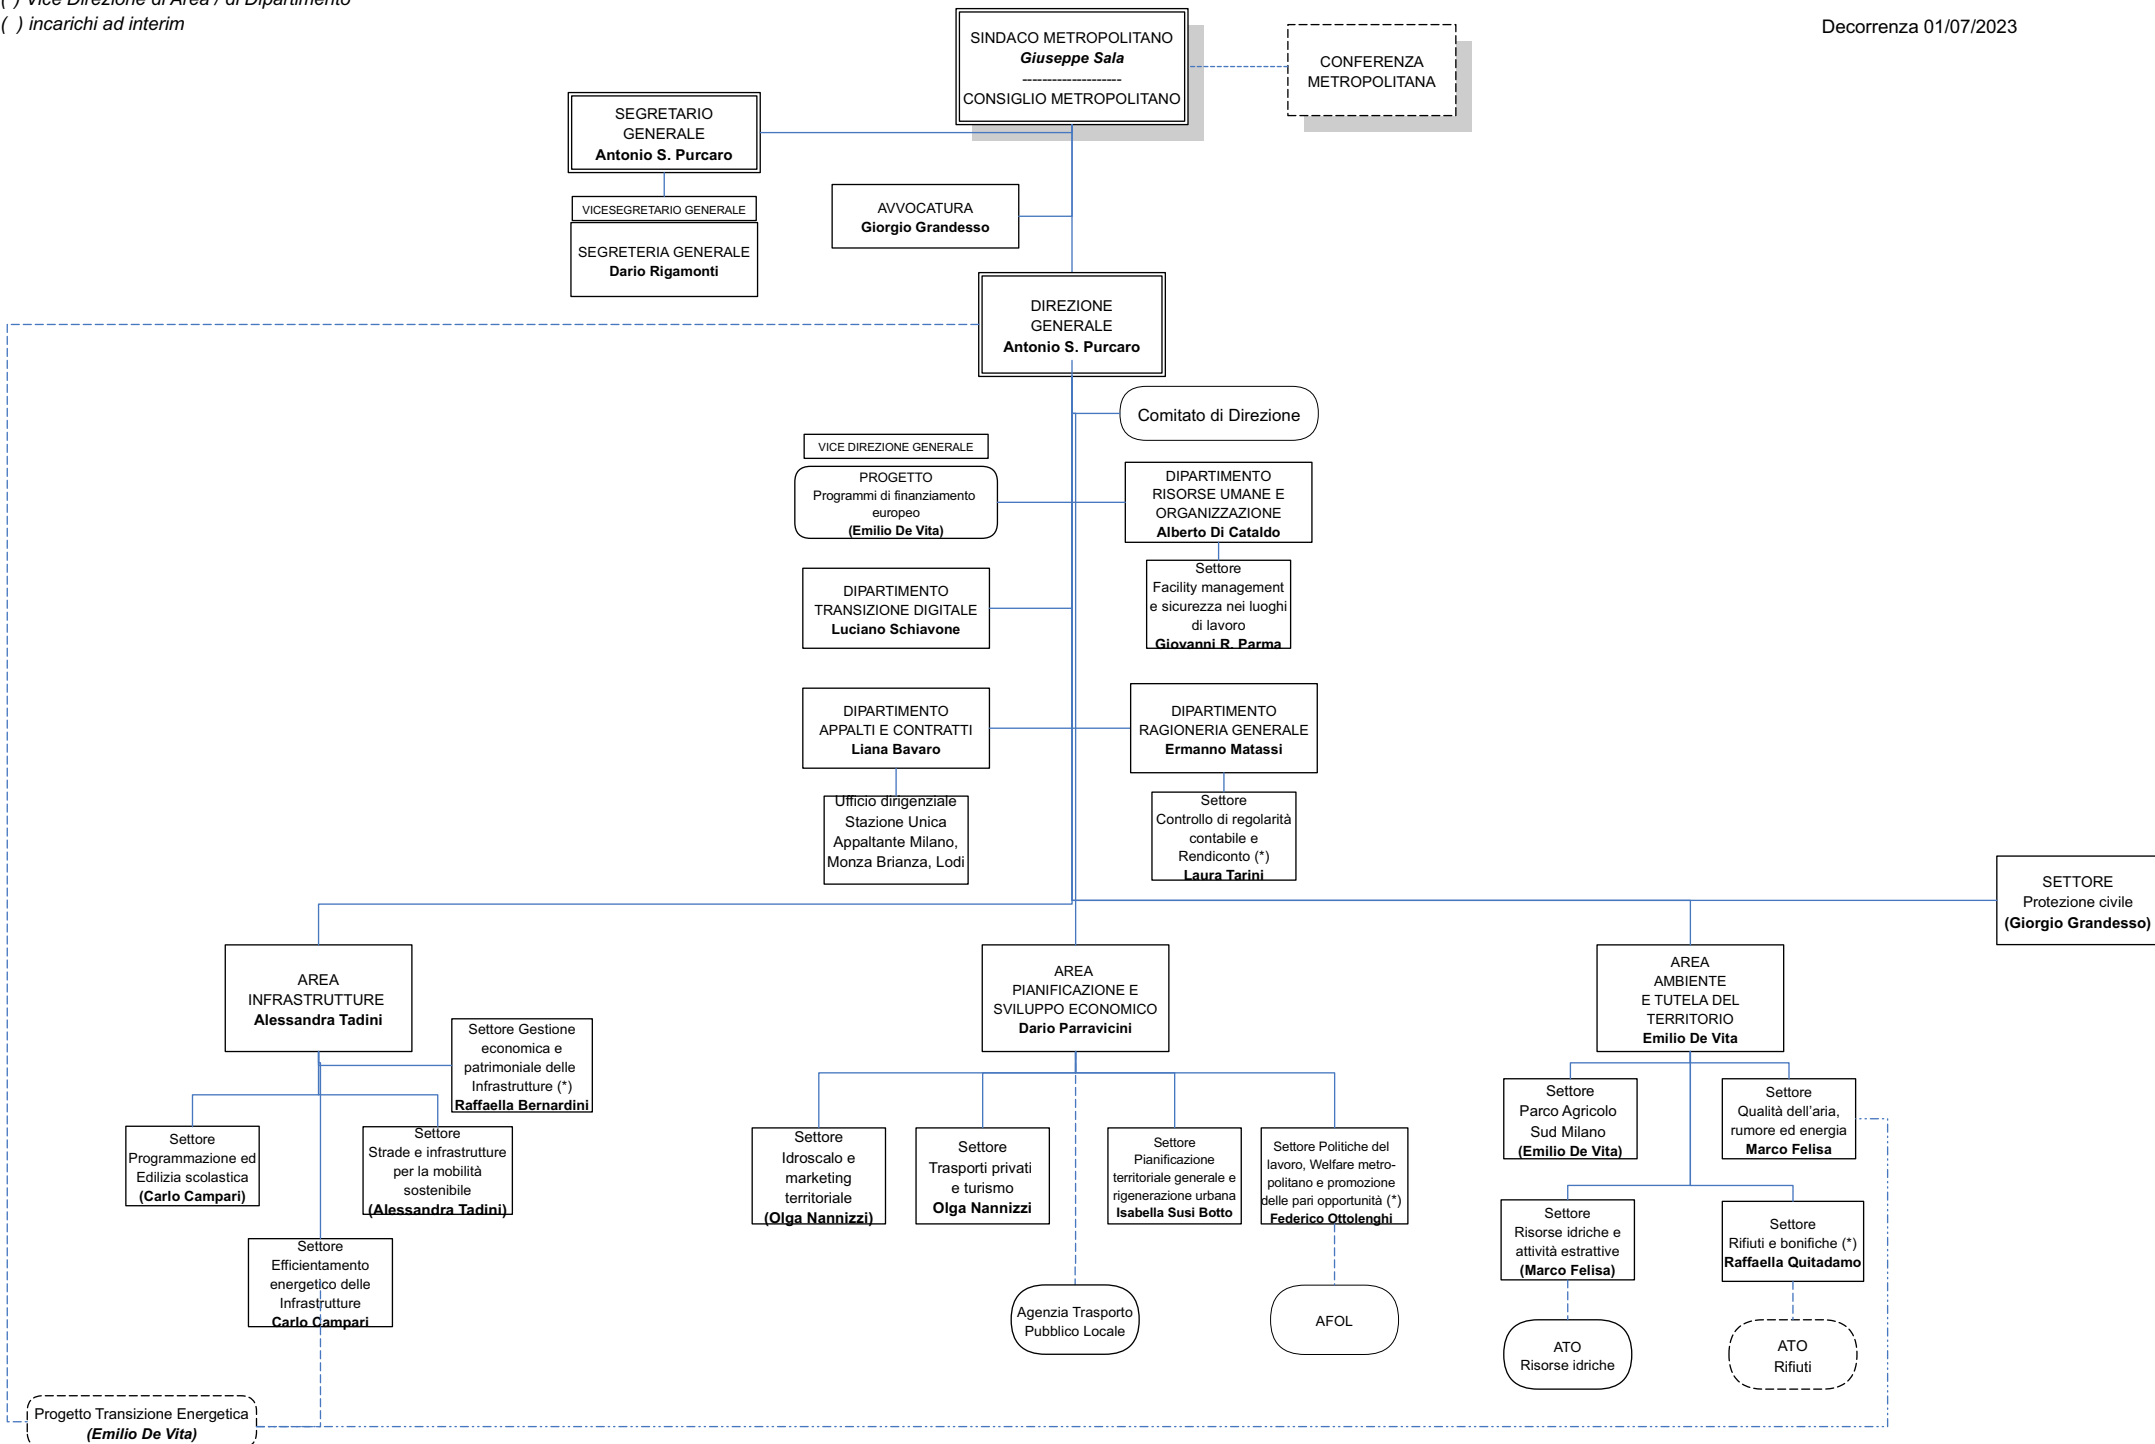 (*) Vice Direzione di Area / di Dipartimento
( ) incarichi ad interim
Decorrenza 01/07/2023
SINDACO METROPOLITANO
Giuseppe Sala
--------------------
CONSIGLIO METROPOLITANO
CONFERENZA
METROPOLITANA
SEGRETARIO
GENERALE
Antonio S. Purcaro
VICESEGRETARIO GENERALE
SEGRETERIA GENERALE
Dario Rigamonti
AVVOCATURA
Giorgio Grandesso
DIREZIONE
GENERALE
Antonio S. Purcaro
Comitato di Direzione
VICE DIREZIONE GENERALE
PROGETTO
Programmi di finanziamento
europeo
(Emilio De Vita)
DIPARTIMENTO
RISORSE UMANE E
ORGANIZZAZIONE
Alberto Di Cataldo
Settore
Facility management
e sicurezza nei luoghi
di lavoro
Giovanni R. Parma
DIPARTIMENTO
TRANSIZIONE DIGITALE
Luciano Schiavone
DIPARTIMENTO
APPALTI E CONTRATTI
Liana Bavaro
DIPARTIMENTO
RAGIONERIA GENERALE
Ermanno Matassi
Ufficio dirigenziale
Stazione Unica
Appaltante Milano,
Monza Brianza, Lodi
Settore
Controllo di regolarità
contabile e
Rendiconto (*)
Laura Tarini
SETTORE
Protezione civile
(Giorgio Grandesso)
AREA
INFRASTRUTTURE
Alessandra Tadini
Settore Gestione
economica e
patrimoniale delle
Infrastrutture (*)
Raffaella Bernardini
Settore
Programmazione ed
Edilizia scolastica
(Carlo Campari)
Settore
Strade e infrastrutture
per la mobilità
sostenibile
(Alessandra Tadini)
Settore
Efficientamento
energetico delle
Infrastrutture
Carlo Campari
AREA
PIANIFICAZIONE E
SVILUPPO ECONOMICO
Dario Parravicini
Settore
Idroscalo e
marketing
territoriale
(Olga Nannizzi)
Settore
Trasporti privati
e turismo
Olga Nannizzi
Settore
Pianificazione
territoriale generale e
rigenerazione urbana
Isabella Susi Botto
Settore Politiche del
lavoro, Welfare metro-
politano e promozione
delle pari opportunità (*)
Federico Ottolenghi
Agenzia Trasporto
Pubblico Locale
AFOL
AREA
AMBIENTE
E TUTELA DEL
TERRITORIO
Emilio De Vita
Settore
Parco Agricolo
Sud Milano
(Emilio De Vita)
Settore
Qualità dell'aria,
rumore ed energia
Marco Felisa
Settore
Risorse idriche e
attività estrattive
(Marco Felisa)
Settore
Rifiuti e bonifiche (*)
Raffaella Quitadamo
ATO
Risorse idriche
ATO
Rifiuti
Progetto Transizione Energetica
(Emilio De Vita)